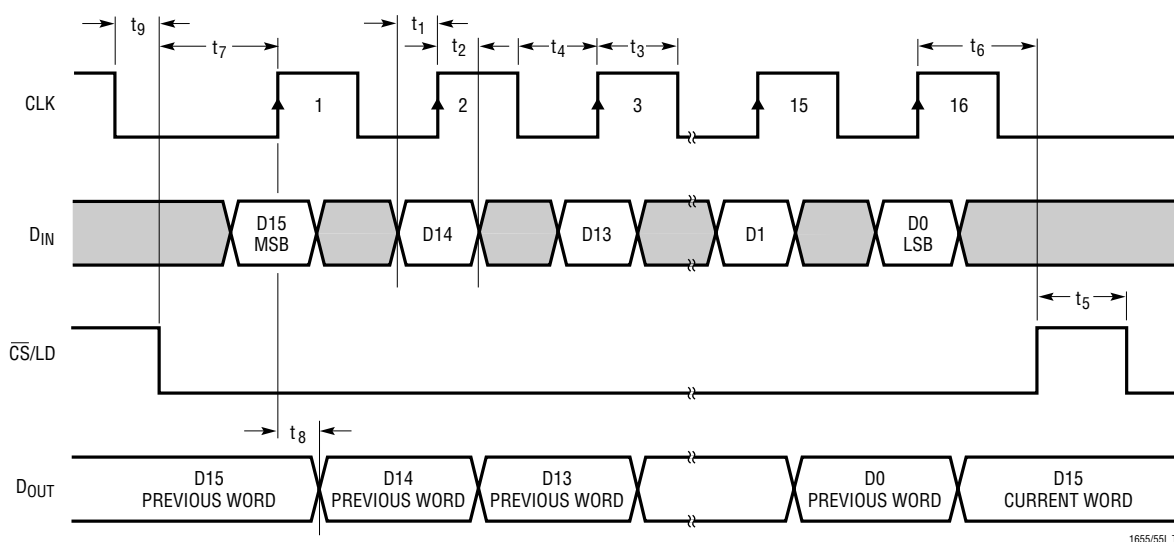 t9
t7
t1
t2
t4
t3
t6
CLK
1
2
3
15
16
DIN
D15
MSB
D14
D13
D1
D0
LSB
t5
CS/LD
t8
DOUT
D15
PREVIOUS WORD
D14
PREVIOUS WORD
D13
PREVIOUS WORD
D0
PREVIOUS WORD
D15
CURRENT WORD